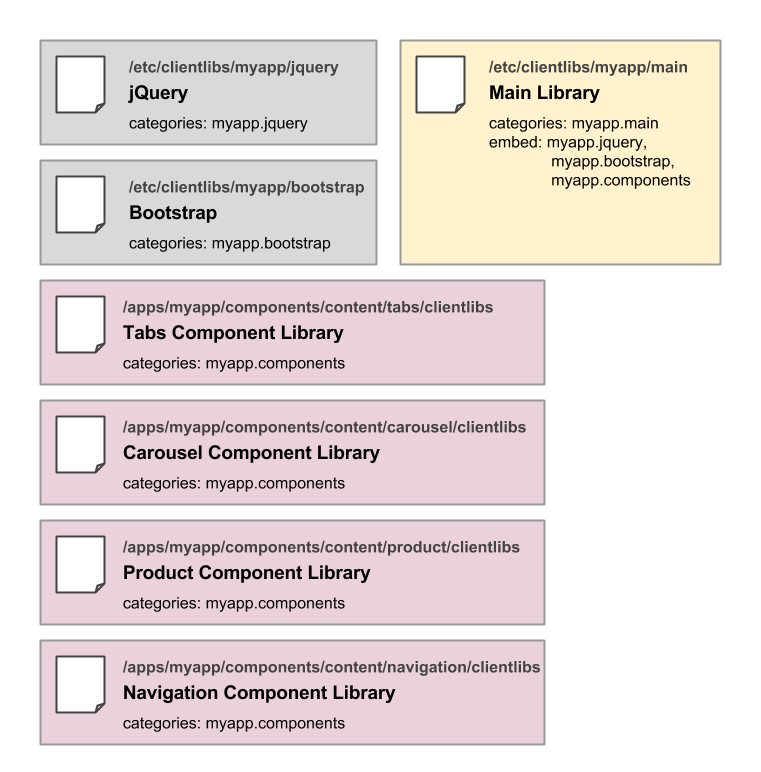 /etc/clientlibs/myapp/jquery
jQuery
categories: myapp.jquery
/etc/clientlibs/myapp/main
Main Library
categories: myapp.main
embed: myapp.jquery,
myapp.bootstrap,
myapp.components
/etc/clientlibs/myapp/bootstrap
Bootstrap
categories: myapp.bootstrap
/apps/myapp/components/content/tabs/clientlibs
Tabs Component Library
categories: myapp.components
/apps/myapp/components/content/carousel/clientlibs
Carousel Component Library
categories: myapp.components
/apps/myapp/components/content/product/clientlibs
Product Component Library
categories: myapp.components
/apps/myapp/components/content/navigation/clientlibs
Navigation Component Library
categories: myapp.components